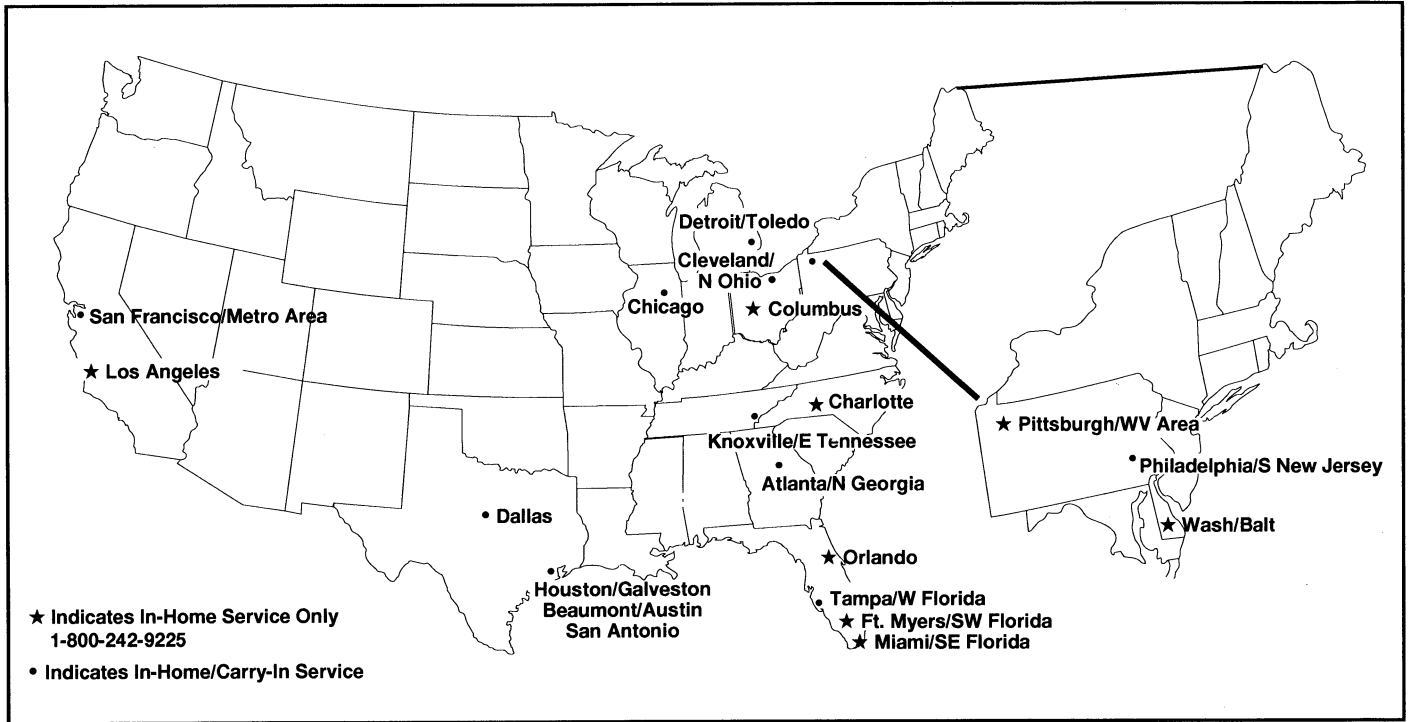 Detroit/Toledo
Cleveland/
N Ohio
Chicago
★ Columbus
San Francisco/Metro Area
★ Los Angeles
★ Charlotte
Knoxville/E Tennessee
Atlanta/N Georgia
★ Pittsburgh/WV Area
Philadelphia/S New Jersey
★ Wash/Balt
• Dallas
★ Orlando
Houston/Galveston
Beaumont/Austin
San Antonio
Tampa/W Florida
★ Ft. Myers/SW Florida
★ Miami/SE Florida
★ Indicates In-Home Service Only
1-800-242-9225
• Indicates In-Home/Carry-In Service